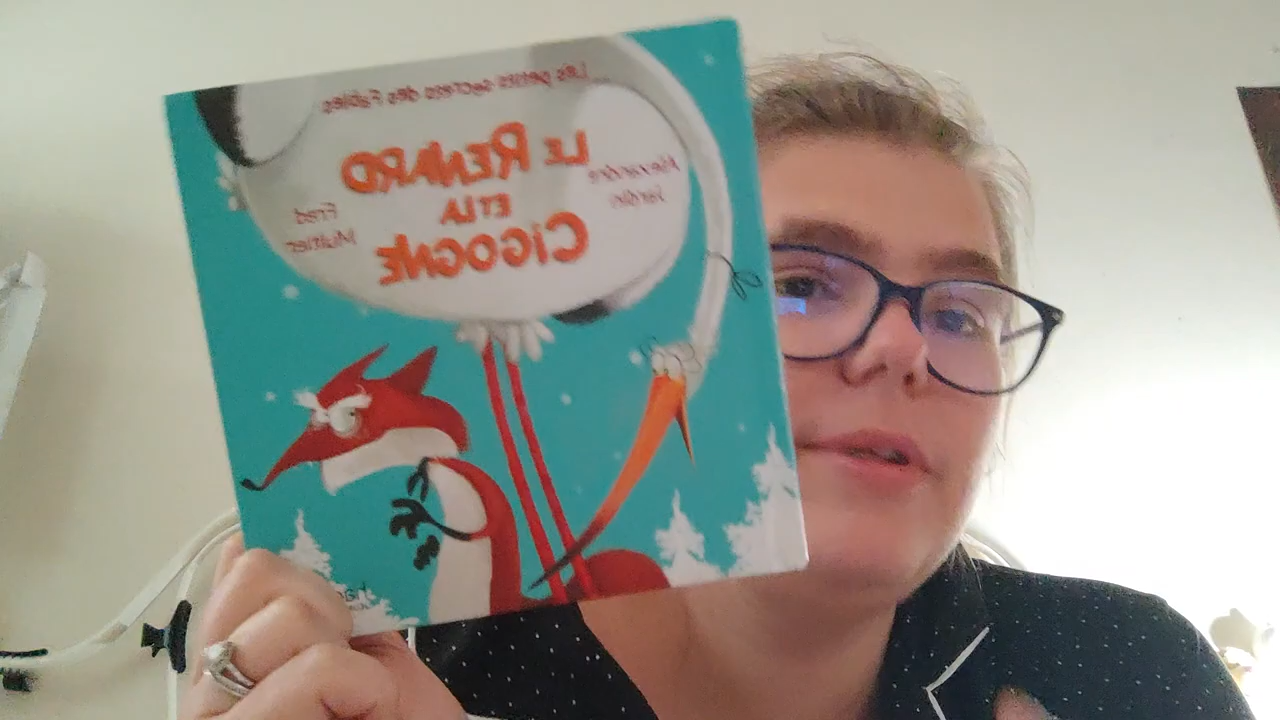 Les petits secrets des Fables...
LE RENARD
ET LA
CIGOGNE
Alexandre
Jardin
Fred
Multier